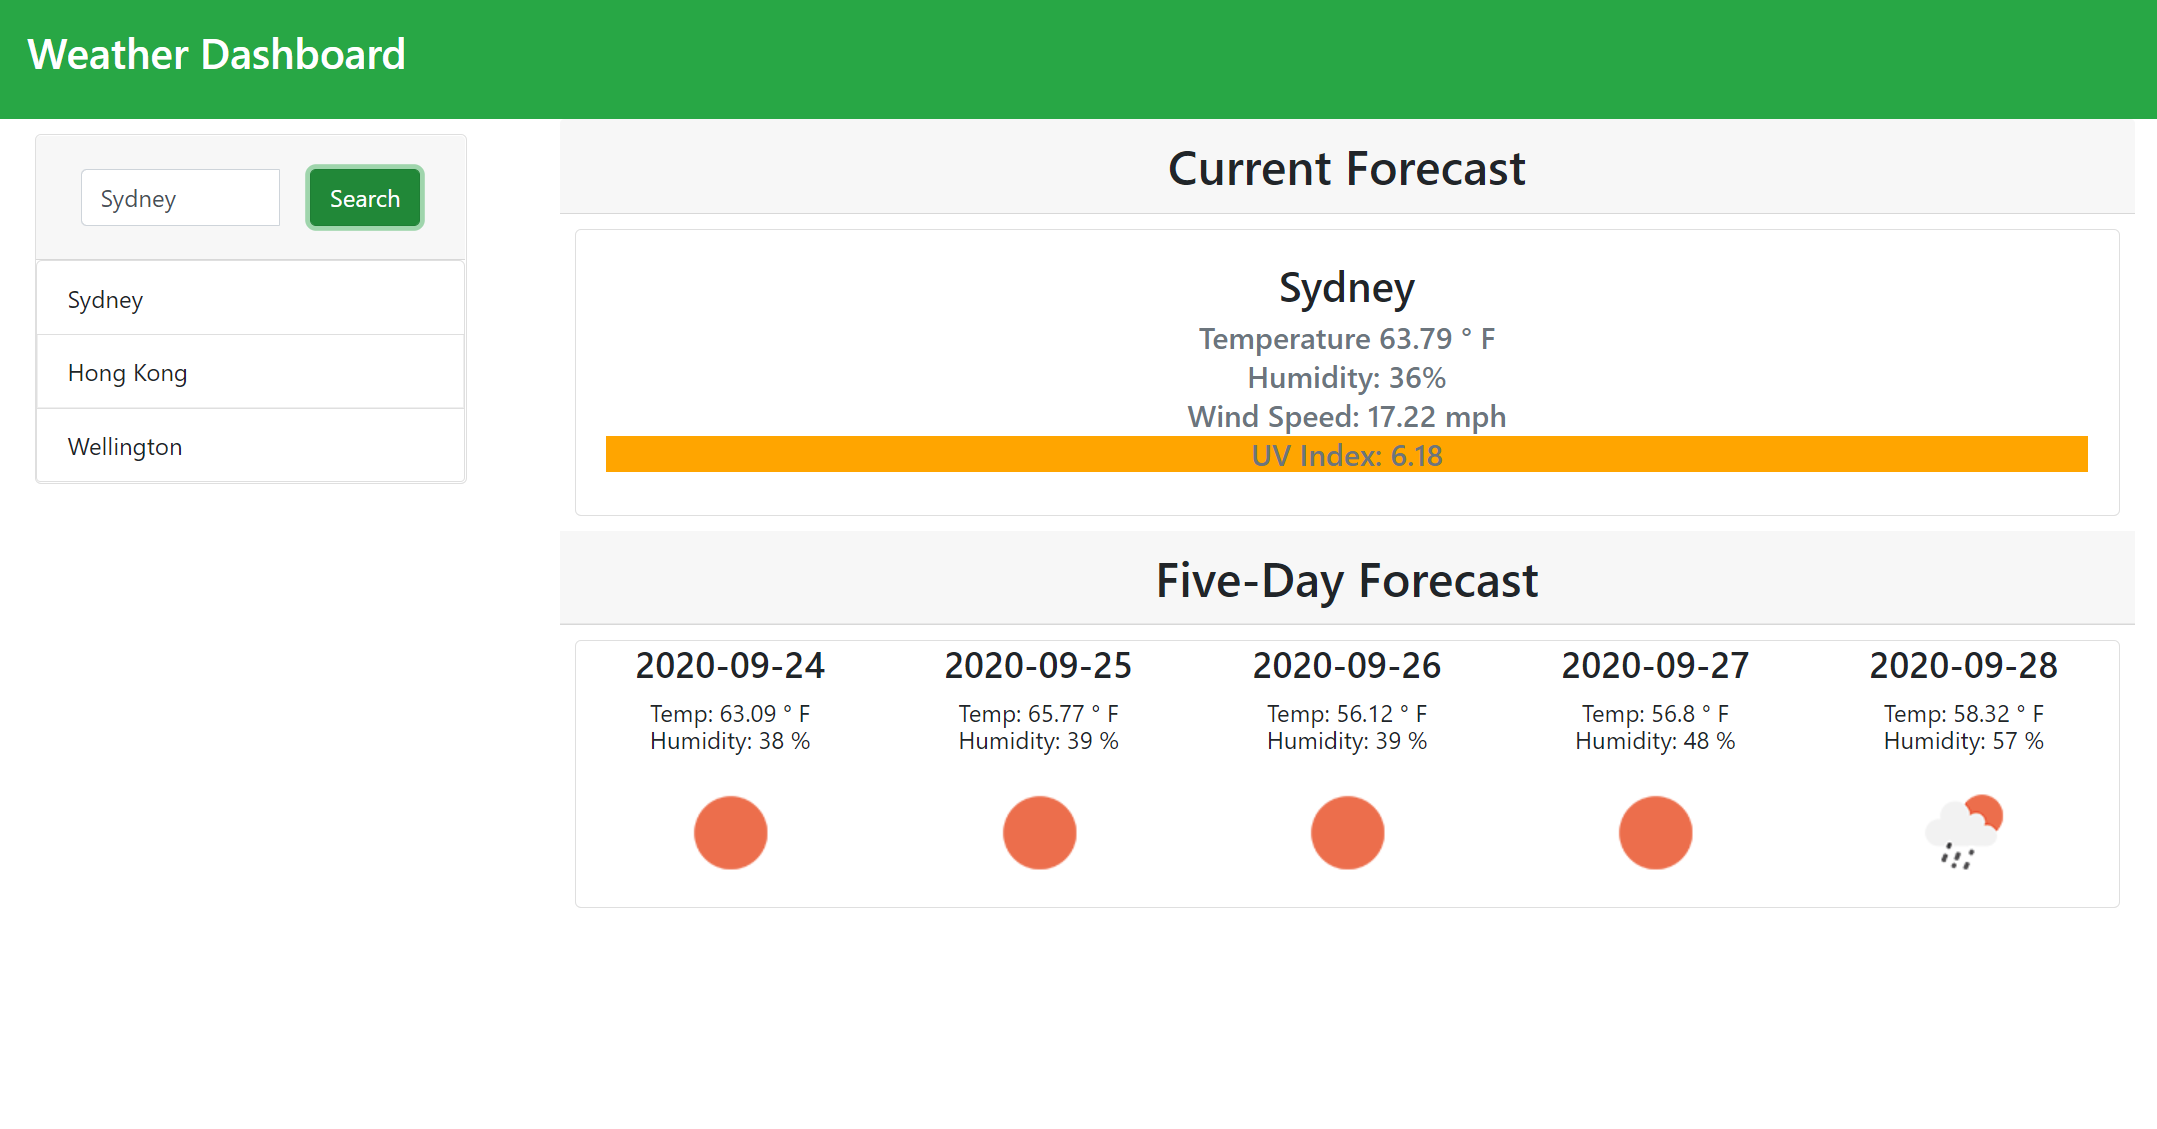 Weather Dashboard
Sydney
Search
Sydney
Hong Kong
Wellington
Current Forecast
Sydney
Temperature 63.79 ° F
Humidity: 36%
Wind Speed: 17.22 mph
UV Index: 6.18
Five-Day Forecast
2020-09-24
Temp: 63.09 ° F
Humidity: 38 %
2020-09-25
Temp: 65.77 ° F
Humidity: 39 %
2020-09-26
Temp: 56.12 ° F
Humidity: 39 %
2020-09-27
Temp: 56.8 ° F
Humidity: 48 %
2020-09-28
Temp: 58.32 ° F
Humidity: 57 %